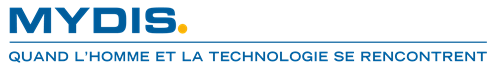 MYDIS.
QUAND L'HOMME ET LA TECHNOLOGIE SE RENCONTRENT